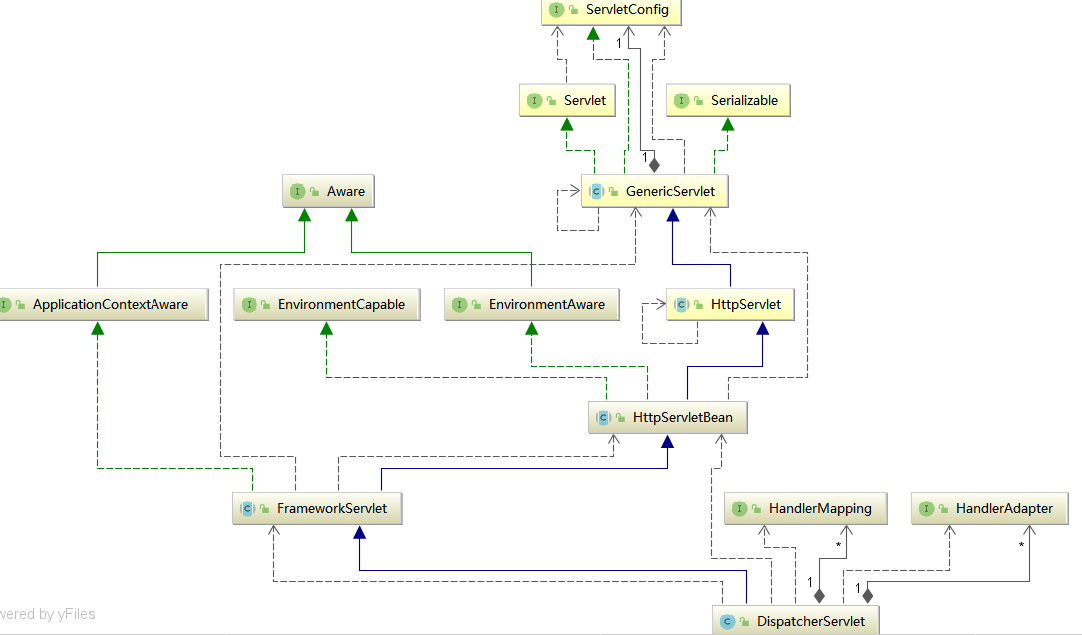 ServletConfig
1
Servlet
Serializable
1
Aware
GenericServlet
ApplicationContextAware
EnvironmentCapable
EnvironmentAware
HttpServlet
HttpServletBean
FrameworkServlet
HandlerMapping
HandlerAdapter
*
*
1
1
wered by yFiles
DispatcherServlet